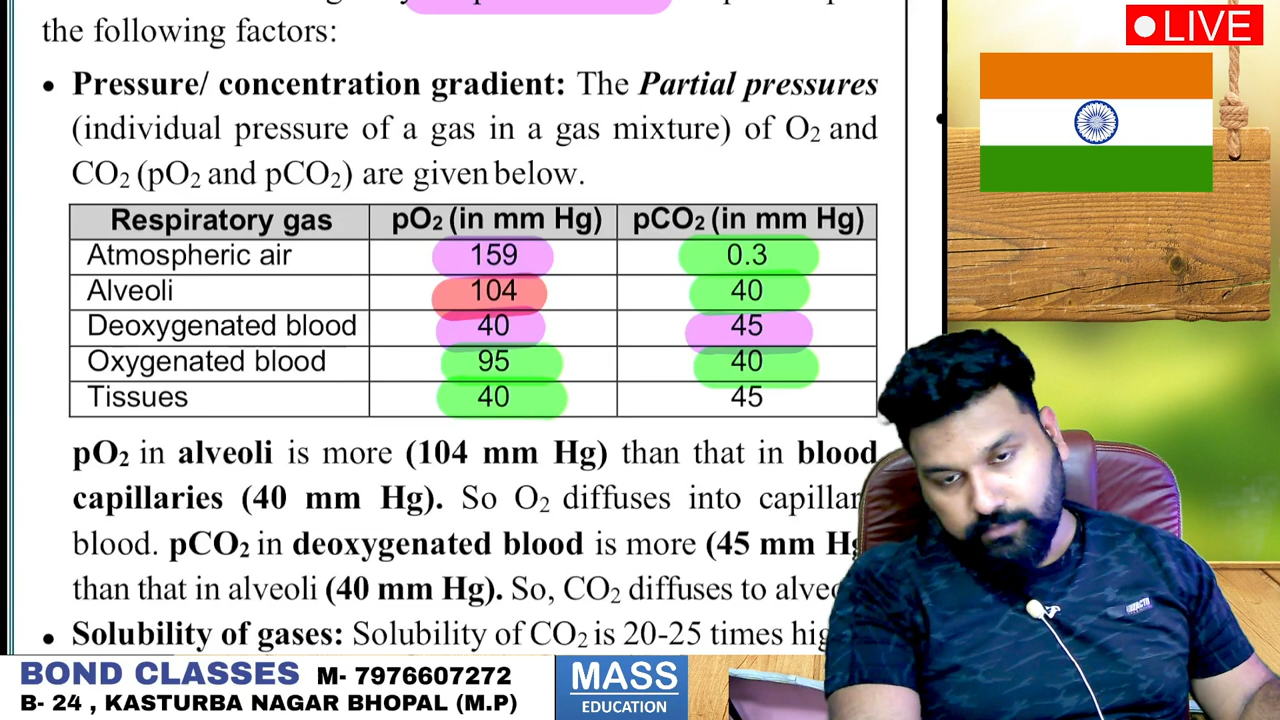 the following factors:
• Pressure/ concentration gradient: The Partial pressures
(individual pressure of a gas in a gas mixture) of O2 and
CO2 (pO2 and pCO2) are given below.
Respiratory gas pO2 (in mm Hg) pCO2 (in mm Hg)
Atmospheric air 159 0.3
Alveoli 104 40
Deoxygenated blood 40 45
Oxygenated blood 95 40
Tissues 40 45
pO2 in alveoli is more (104 mm Hg) than that in blood
capillaries (40 mm Hg). So O2 diffuses into capillar
blood. pCO2 in deoxygenated blood is more (45 mm Hg
than that in alveoli (40 mm Hg). So, CO2 diffuses to alveo
• Solubility of gases: Solubility of CO2 is 20-25 times hig
LIVE
BOND CLASSES M- 7976607272
B- 24 , KASTURBA NAGAR BHOPAL (M.P)
MASS
EDUCATION